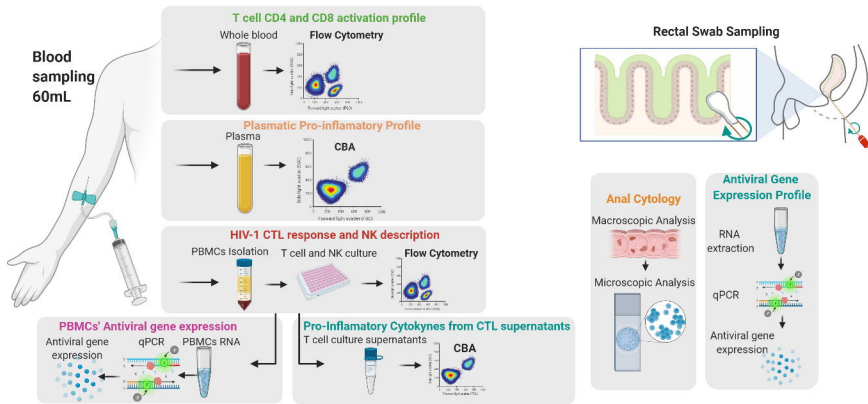 Blood
sampling
60mL
T cell CD4 and CD8 activation profile
Whole blood
Flow Cytometry
Plasmatic Pro-inflamatory Profile
Plasma
CBA
HIV-1 CTL response and NK description
PBMCs Isolation
T cell and NK culture
Flow Cytometry
PBMCs' Antiviral gene expression
Antiviral gene
expression
qPCR
PBMCs RNA
Pro-Inflamatory Cytokynes from CTL supernatants
T cell culture supernatants
CBA
Rectal Swab Sampling
Anal Cytology
Macroscopic Analysis
Microscopic Analysis
Antiviral Gene
Expression Profile
RNA
extraction
qPCR
Antiviral gene
expression